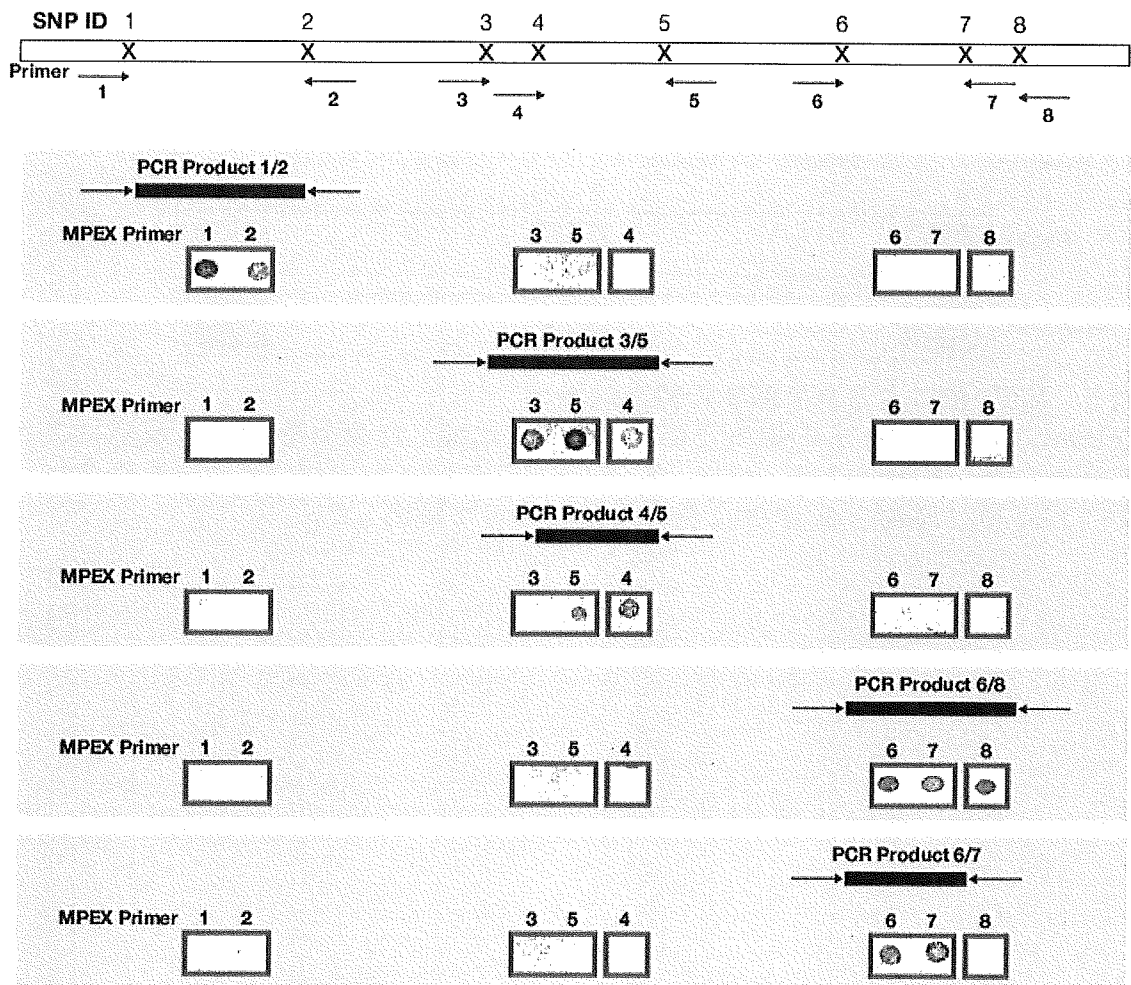 SNP ID 1 2 3 4 5 6 7 8
X X X X X X X X
Primer
1 2 3 4 5 6 7 8
PCR Product 1/2
MPEX Primer 1 2 3 5 4 6 7 8
PCR Product 3/5
MPEX Primer 1 2 3 5 4 6 7 8
PCR Product 4/5
MPEX Primer 1 2 3 5 4 6 7 8
PCR Product 6/8
MPEX Primer 1 2 3 5 4 6 7 8
PCR Product 6/7
MPEX Primer 1 2 3 5 4 6 7 8